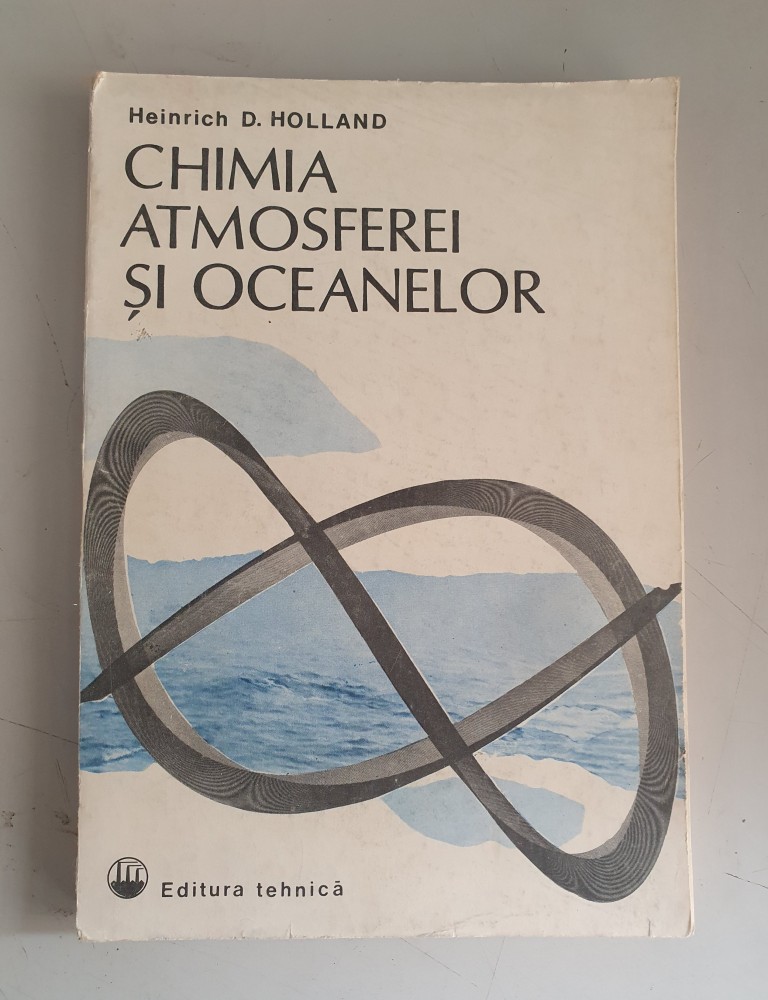 Heinrich D. HOLLAND
CHIMIA
ATMOSFEREI
ȘI OCEANELOR
Editura tehnică